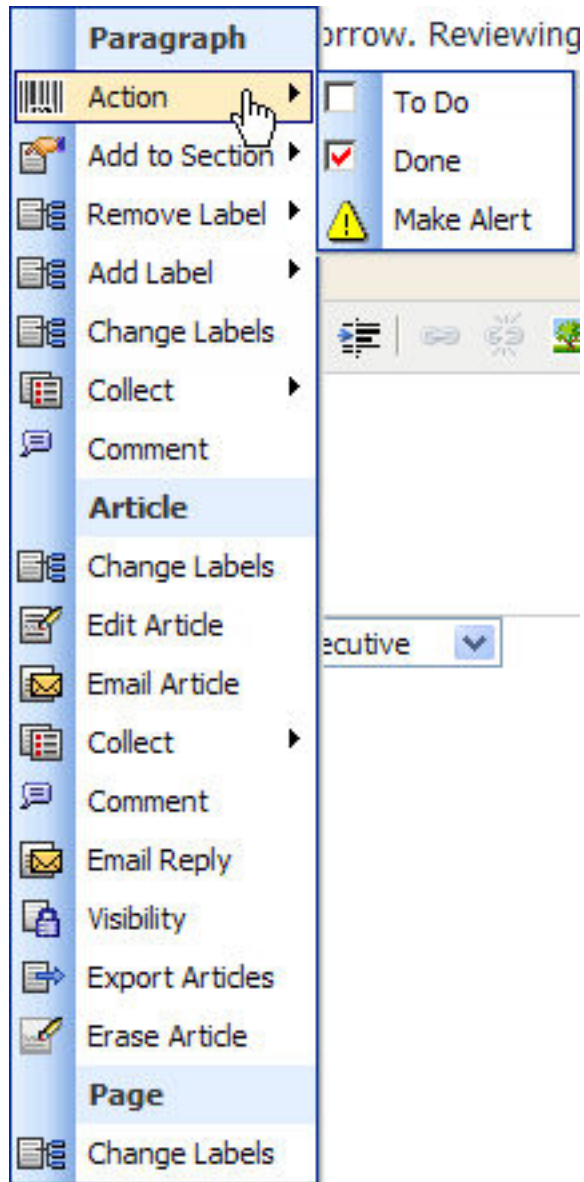 Paragraph
orrow. Reviewing
Action
To Do
Add to Section
Done
Remove Label
Make Alert
Add Label
Change Labels
Collect
Comment
Article
Change Labels
Edit Article
ecutive
Email Article
Collect
Comment
Email Reply
Visibility
Export Articles
Erase Article
Page
Change Labels